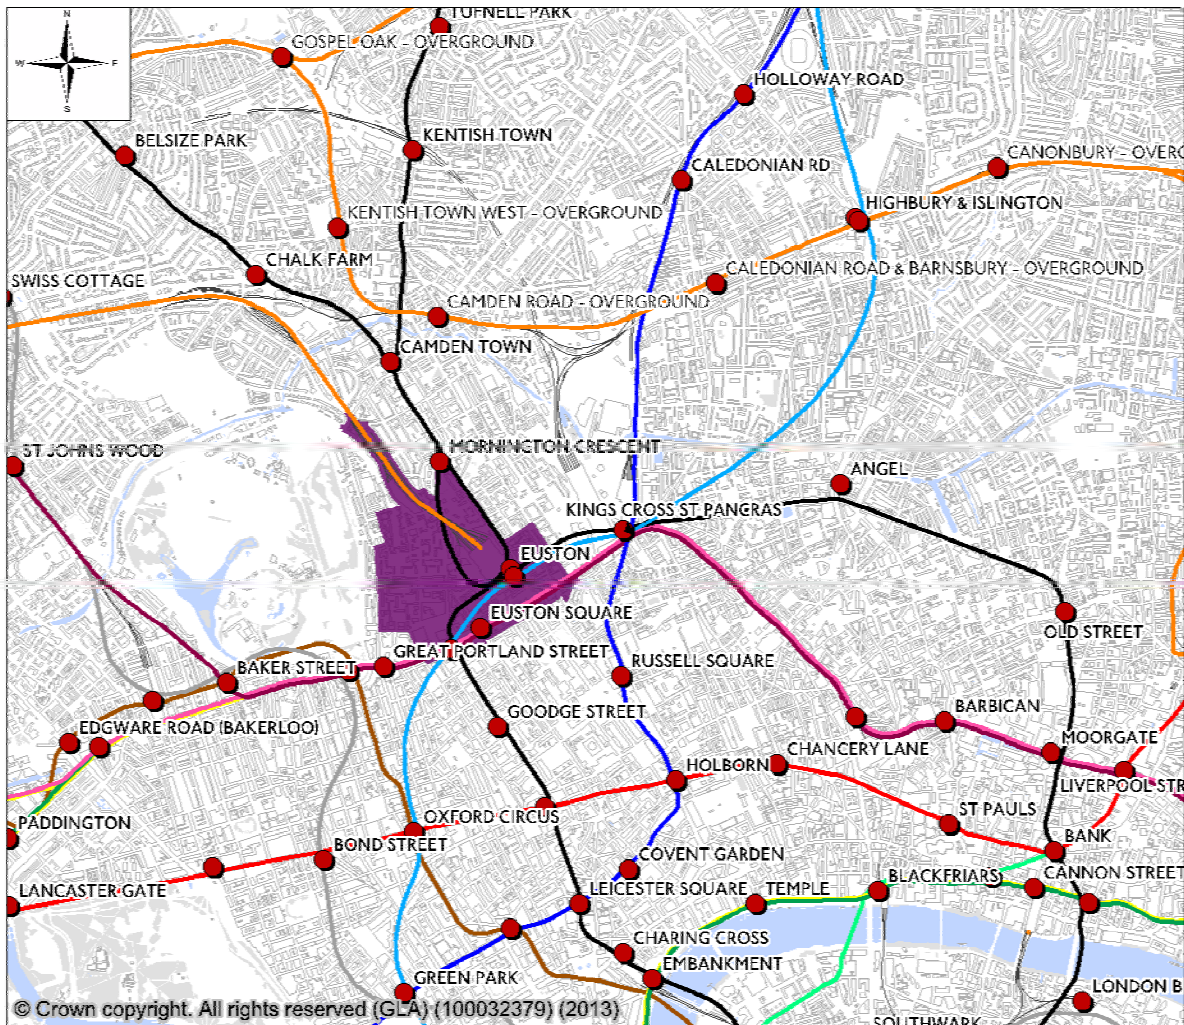 TUFNELL PARK
N
GOSPEL OAK - OVERGROUND
W
E
S
HOLLOWAY ROAD
BELSIZE PARK
KENTISH TOWN
CALEDONIAN RD
CANONBURY - OVERG
KENTISH TOWN WEST - OVERGROUND
HIGHBURY & ISLINGTON
CHALK FARM
SWISS COTTAGE
CALEDONIAN ROAD & BARNSBURY - OVERGROUND
CAMDEN ROAD - OVERGROUND
CAMDEN TOWN
ST JOHNS WOOD
MORNINGTON CRESCENT
ANGEL
KINGS CROSS ST PANCRAS
EUSTON
EUSTON SQUARE
OLD STREET
GREAT PORTLAND STREET
BAKER STREET
RUSSELL SQUARE
BARBICAN
GOODGE STREET
EDGWARE ROAD (BAKERLOO)
MOORGATE
CHANCERY LANE
HOLBORN
LIVERPOOL STR
PADDINGTON
OXFORD CIRCUS
ST PAULS
BANK
BOND STREET
COVENT GARDEN
BLACKFRIARS
CANNON STREET
LANCASTER GATE
LEICESTER SQUARE
TEMPLE
CHARING CROSS
EMBANKMENT
GREEN PARK
LONDON B
© Crown copyright. All rights reserved (GLA) (100032379) (2013)
SOUTHWARK